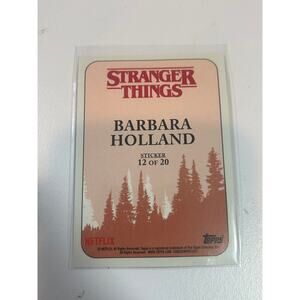 STRANGER
THINGS
BARBARA
HOLLAND
STICKER
12 OF 20
NETFLIX
Topps